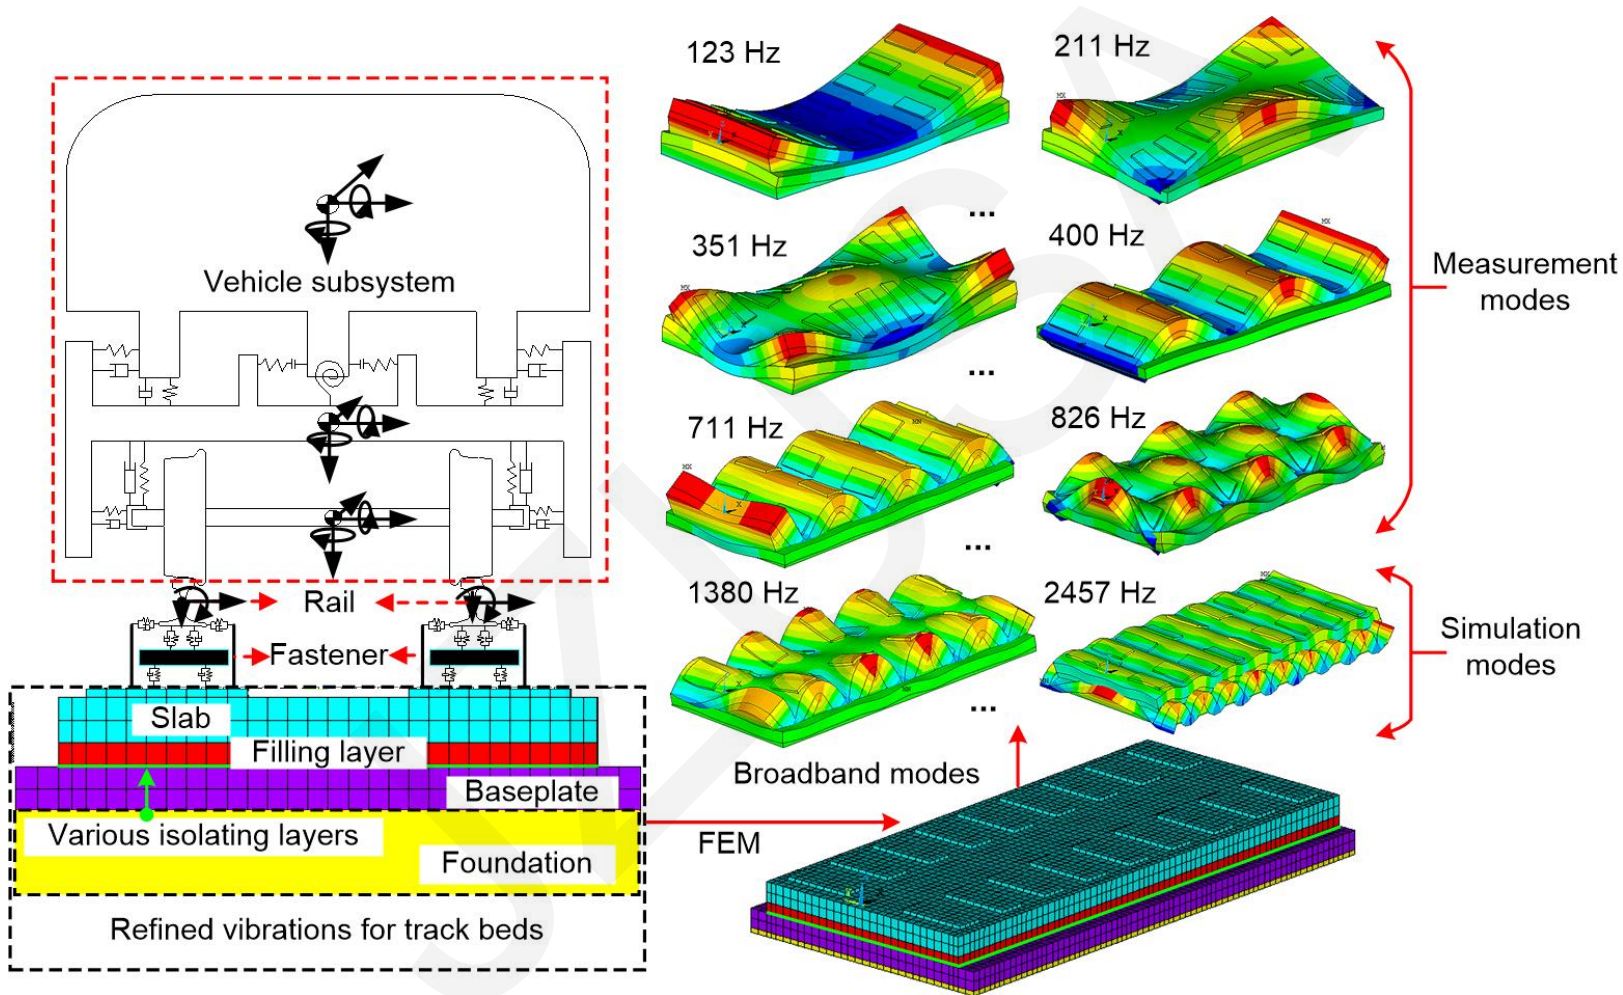 123 Hz
211 Hz
Vehicle subsystem
...
351 Hz
400 Hz
Measurement
modes
...
711 Hz
826 Hz
...
Rail
1380 Hz
2457 Hz
Fastener
Simulation
modes
Slab
...
Filling layer
Broadband modes
Baseplate
Various isolating layers
FEM
Foundation
Refined vibrations for track beds